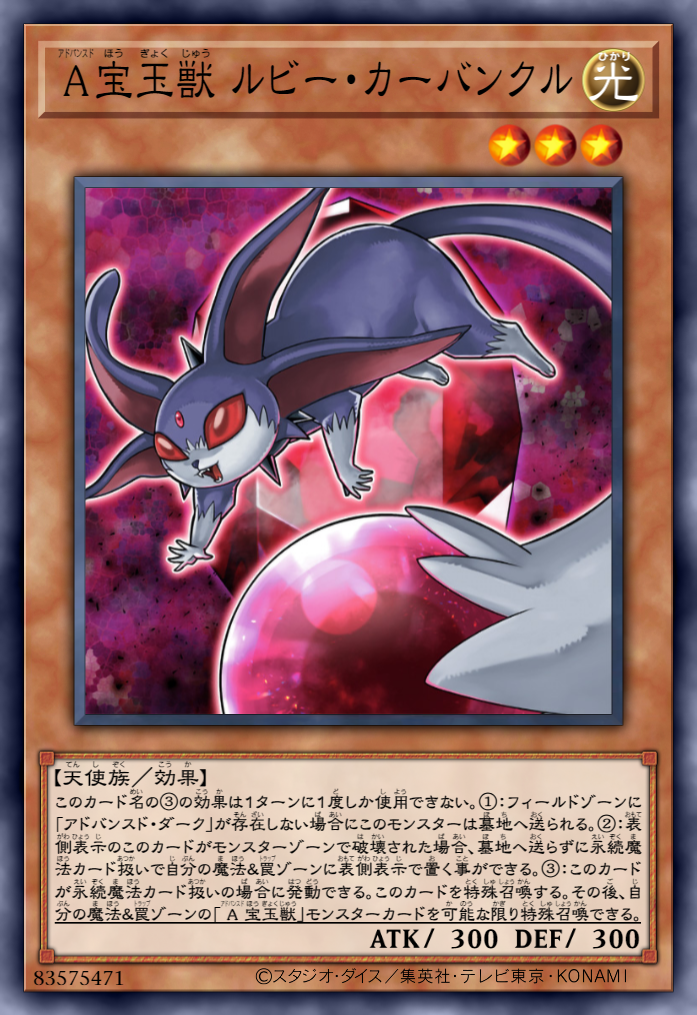 A宝玉獣 ルビー・カーバンクル 光
【天使族／効果】
このカード名の③の効果は1ターンに1度しか使用できない。①：フィールドゾーンに
「アドバンスド・ダーク」が存在しない場合にこのモンスターは墓地へ送られる。②：表
側表示のこのカードがモンスターゾーンで破壊された場合、墓地へ送らずに永続魔
法カード扱いで自分の魔法&罠ゾーンに表側表示で置く事ができる。③：このカード
が永続魔法カード扱いの場合に発動できる。このカードを特殊召喚する。その後、自
分の魔法&罠ゾーンの「A宝玉獣」モンスターカードを可能な限り特殊召喚できる。
ATK/ 300 DEF/ 300
83575471 ©スタジオ・ダイス／集英社・テレビ東京・KONAMI